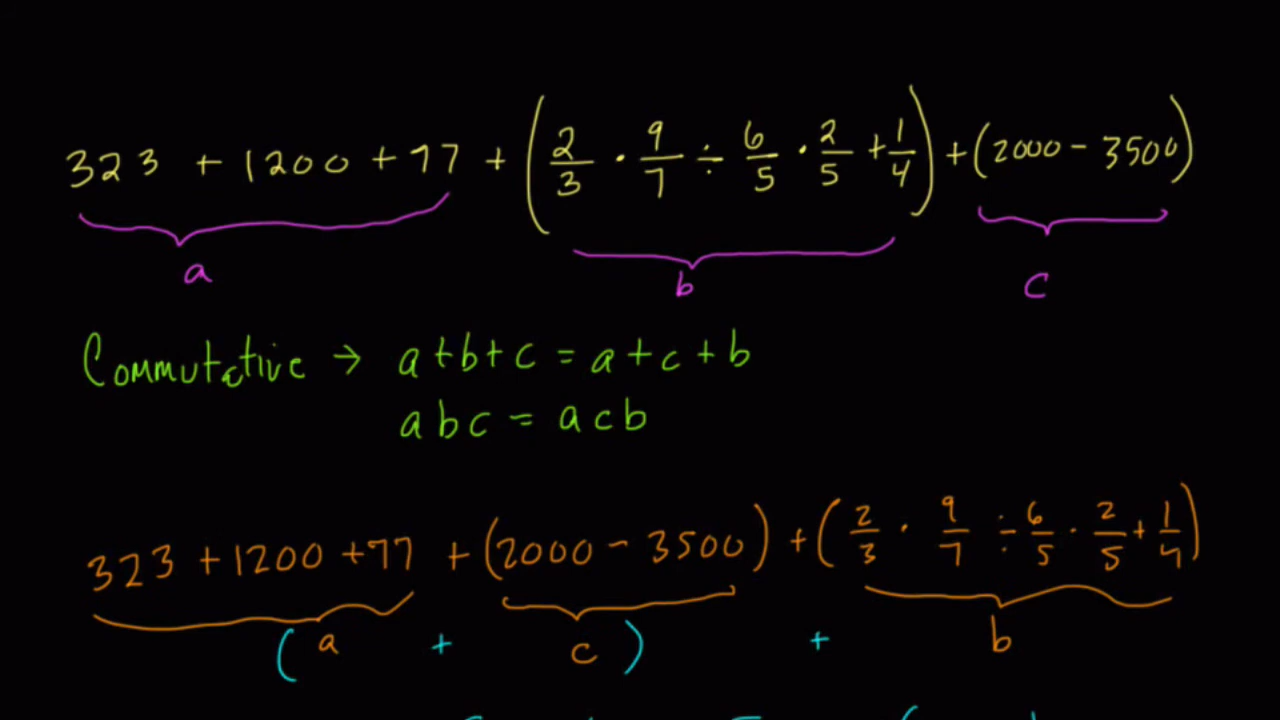 323 + 1200 + 77 + (2/3 · 9/7 ÷ 6/5 · 2/5 + 1/4) + (2000 - 3500)
a b c
Commutative → a+b+c = a+c+b
abc = acb
323 + 1200 + 77 + (2000 - 3500) + (2/3 · 9/7 ÷ 6/5 · 2/5 + 1/4)
(a + c) + b